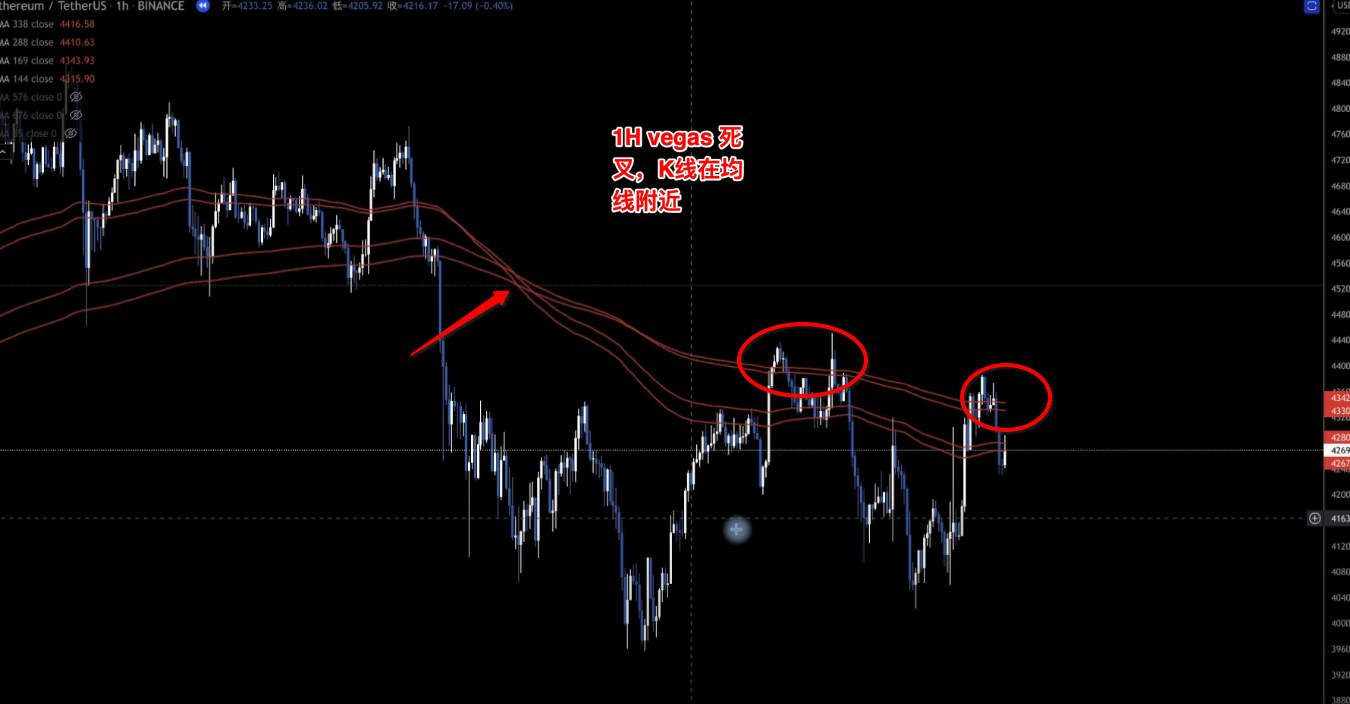 thereum / TetherUS · 1h · BINANCE 开=4233.25 高=4236.02 低=4205.92 收=4216.17 −17.09 (−0.40%)
MA 338 close 4416.58
MA 288 close 4410.63
MA 169 close 4343.93
MA 144 close 4315.90
MA 576 close 0
MA 676 close 0
close 0
1H vegas 死
叉，K线在均
线附近
4920
4880
4840
4800
4760
4720
4680
4640
4600
4560
4520
4480
4440
4400
4342
4330
4280
4269
4267
4200
4163
4120
4080
4040
4000
3960
3920
3880